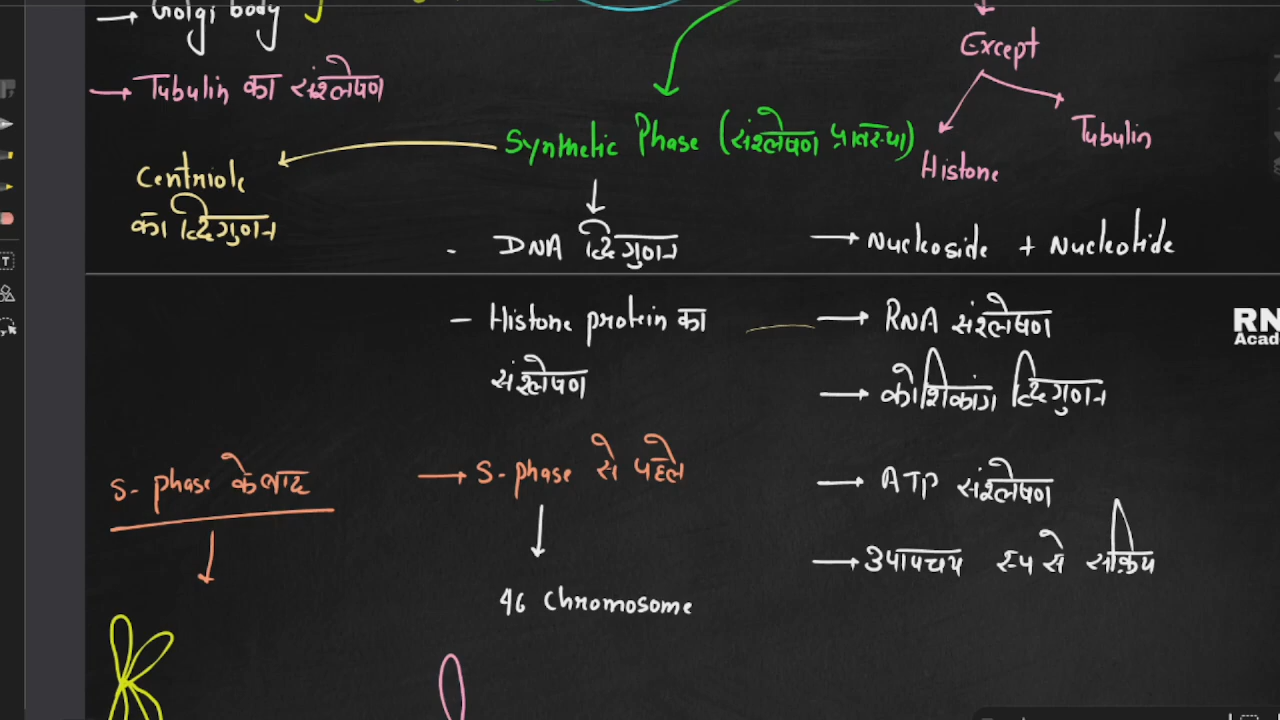 → Golgi body
→ Tubulin का संश्लेषण
Except
Histone
Tubulin
Synthetic Phase (संश्लेषण प्रावस्था)
Centriole
का द्विगुणन
- DNA द्विगुणन
- Histone protein का
संश्लेषण
→ Nucleoside + Nucleotide
→ RNA संश्लेषण
→ कोशिकांग द्विगुणन
→ ATP संश्लेषण
→ उपापचय रूप से सक्रिय
S-phase के बाद
→ S-phase से पहले
46 Chromosome
RN
Acad
T